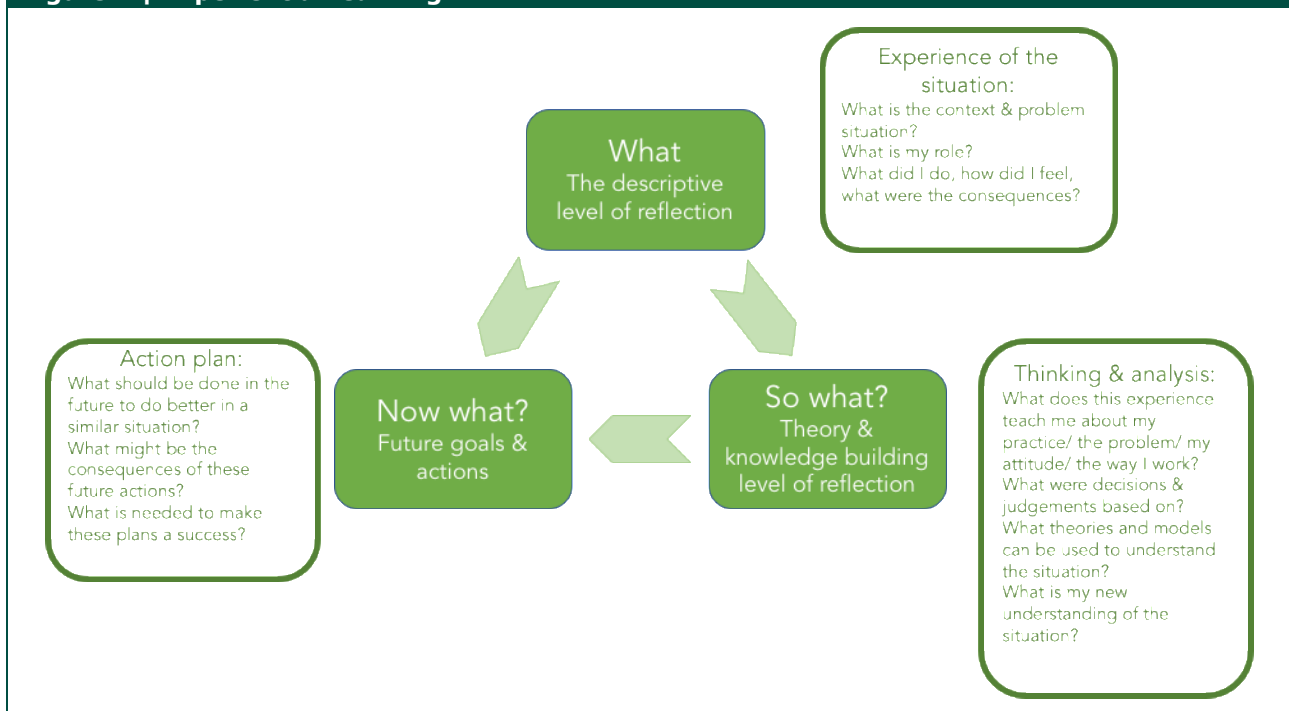 Experience of the
situation:
What is the context & problem
situation?
What is my role?
What did I do, how did I feel,
what were the consequences?
What
The descriptive
level of reflection
Action plan:
What should be done in the
future to do better in a
similar situation?
What might be the
consequences of these
future actions?
What is needed to make
these plans a success?
Now what?
Future goals &
actions
So what?
Theory &
knowledge building
level of reflection
Thinking & analysis:
What does this experience
teach me about my
practice/ the problem/ my
attitude/ the way I work?
What were decisions &
judgements based on?
What theories and models
can be used to understand
the situation?
What is my new
understanding of the
situation?